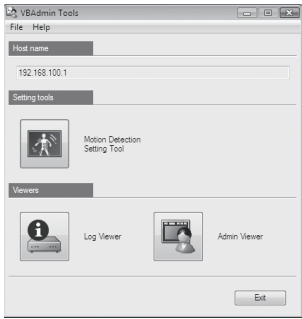 VBAdmin Tools
File Help
Host name
192.168.100.1
Setting tools
Motion Detection
Setting Tool
Viewers
Log Viewer
Admin Viewer
Exit